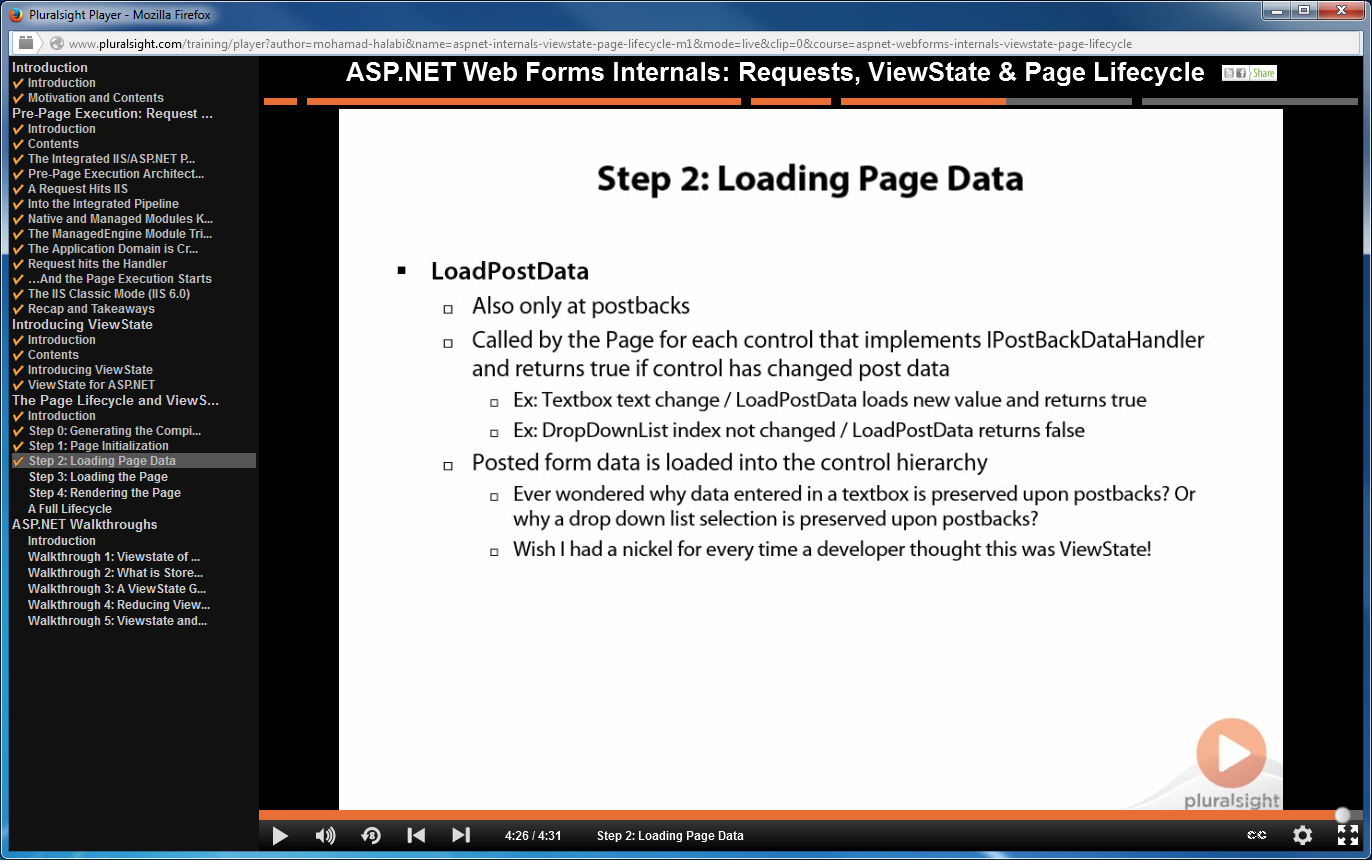 Pluralsight Player - Mozilla Firefox
www.pluralsight.com/training/player?author=mohamad-halabi&name=aspnet-internals-viewstate-page-lifecycle-m1&mode=live&clip=0&course=aspnet-webforms-internals-viewstate-page-lifecycle
Introduction
Introduction
Motivation and Contents
Pre-Page Execution: Request ...
Introduction
Contents
The Integrated IIS/ASP.NET P...
Pre-Page Execution Architect...
A Request Hits IIS
Into the Integrated Pipeline
Native and Managed Modules K...
The ManagedEngine Module Tri...
The Application Domain is Cr...
Request hits the Handler
...And the Page Execution Starts
The IIS Classic Mode (IIS 6.0)
Recap and Takeaways
Introducing ViewState
Introduction
Contents
Introducing ViewState
ViewState for ASP.NET
The Page Lifecycle and ViewS...
Introduction
Step 0: Generating the Compi...
Step 1: Page Initialization
Step 2: Loading Page Data
Step 3: Loading the Page
Step 4: Rendering the Page
A Full Lifecycle
ASP.NET Walkthroughs
Introduction
Walkthrough 1: Viewstate of ...
Walkthrough 2: What is Store...
Walkthrough 3: A ViewState G...
Walkthrough 4: Reducing View...
Walkthrough 5: Viewstate and...
ASP.NET Web Forms Internals: Requests, ViewState & Page Lifecycle
Share
Step 2: Loading Page Data
LoadPostData
Also only at postbacks
Called by the Page for each control that implements IPostBackDataHandler
and returns true if control has changed post data
Ex: Textbox text change / LoadPostData loads new value and returns true
Ex: DropDownList index not changed / LoadPostData returns false
Posted form data is loaded into the control hierarchy
Ever wondered why data entered in a textbox is preserved upon postbacks? Or
why a drop down list selection is preserved upon postbacks?
Wish I had a nickel for every time a developer thought this was ViewState!
pluralsight
8
4:26 / 4:31
Step 2: Loading Page Data
CC